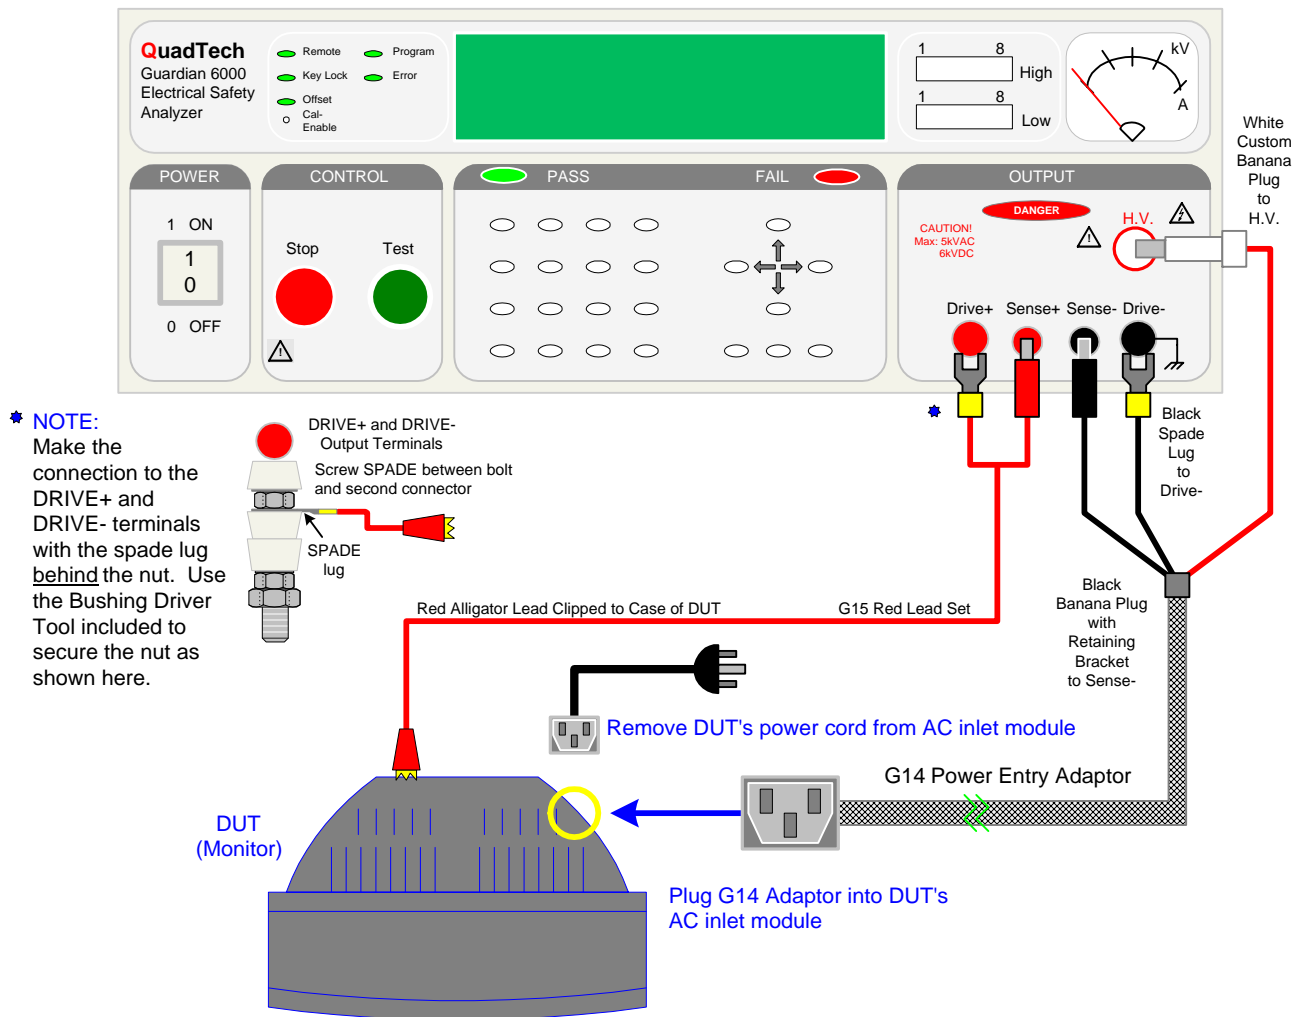 QuadTech
Guardian 6000
Electrical Safety
Analyzer
Remote
Program
Key Lock
Error
Offset
Cal-
Enable
1 8
High
1 8
Low
kV
A
White
Custom
Banana
Plug
to
H.V.
POWER
1 ON
1
0
0 OFF
CONTROL
Stop
Test
PASS
FAIL
OUTPUT
DANGER
CAUTION!
Max: 5kVAC
6kVDC
H.V.
Drive+ Sense+ Sense- Drive-
Black
Spade
Lug
to
Drive-
NOTE:
Make the
connection to the
DRIVE+ and
DRIVE- terminals
with the spade lug
behind the nut. Use
the Bushing Driver
Tool included to
secure the nut as
shown here.
DRIVE+ and DRIVE-
Output Terminals
Screw SPADE between bolt
and second connector
SPADE
lug
Red Alligator Lead Clipped to Case of DUT
G15 Red Lead Set
Black
Banana Plug
with
Retaining
Bracket
to Sense-
Remove DUT's power cord from AC inlet module
G14 Power Entry Adaptor
DUT
(Monitor)
Plug G14 Adaptor into DUT's
AC inlet module